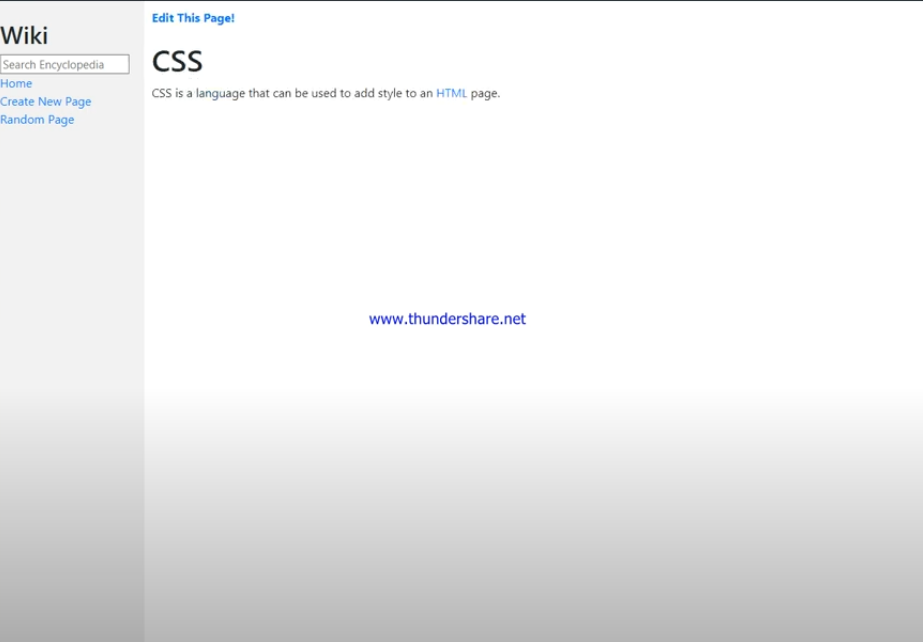 Wiki
Search Encyclopedia
Home
Create New Page
Random Page
Edit This Page!
CSS
CSS is a language that can be used to add style to an HTML page.
www.thundershare.net